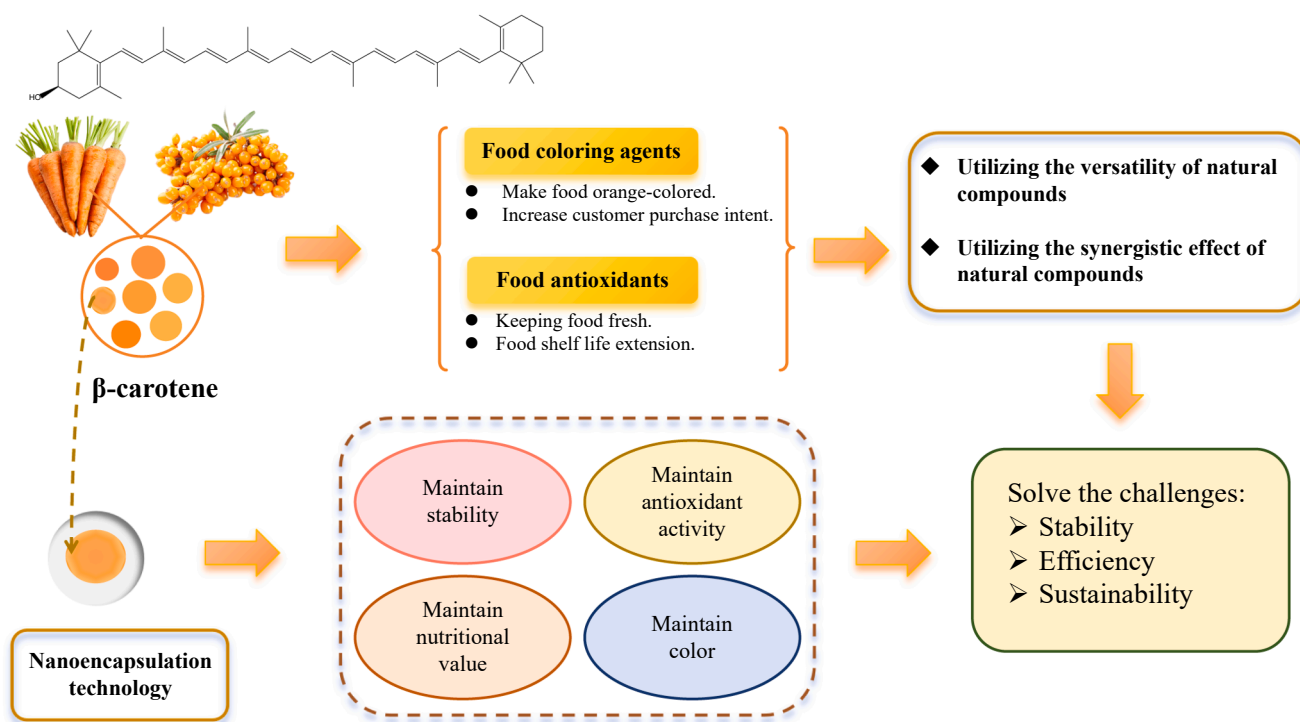 HO
β-carotene
Food coloring agents
● Make food orange-colored.
● Increase customer purchase intent.
Food antioxidants
● Keeping food fresh.
● Food shelf life extension.
◆ Utilizing the versatility of natural
compounds
◆ Utilizing the synergistic effect of
natural compounds
Nanoencapsulation
technology
Maintain
stability
Maintain
antioxidant
activity
Maintain
nutritional
value
Maintain
color
Solve the challenges:
➢ Stability
➢ Efficiency
➢ Sustainability